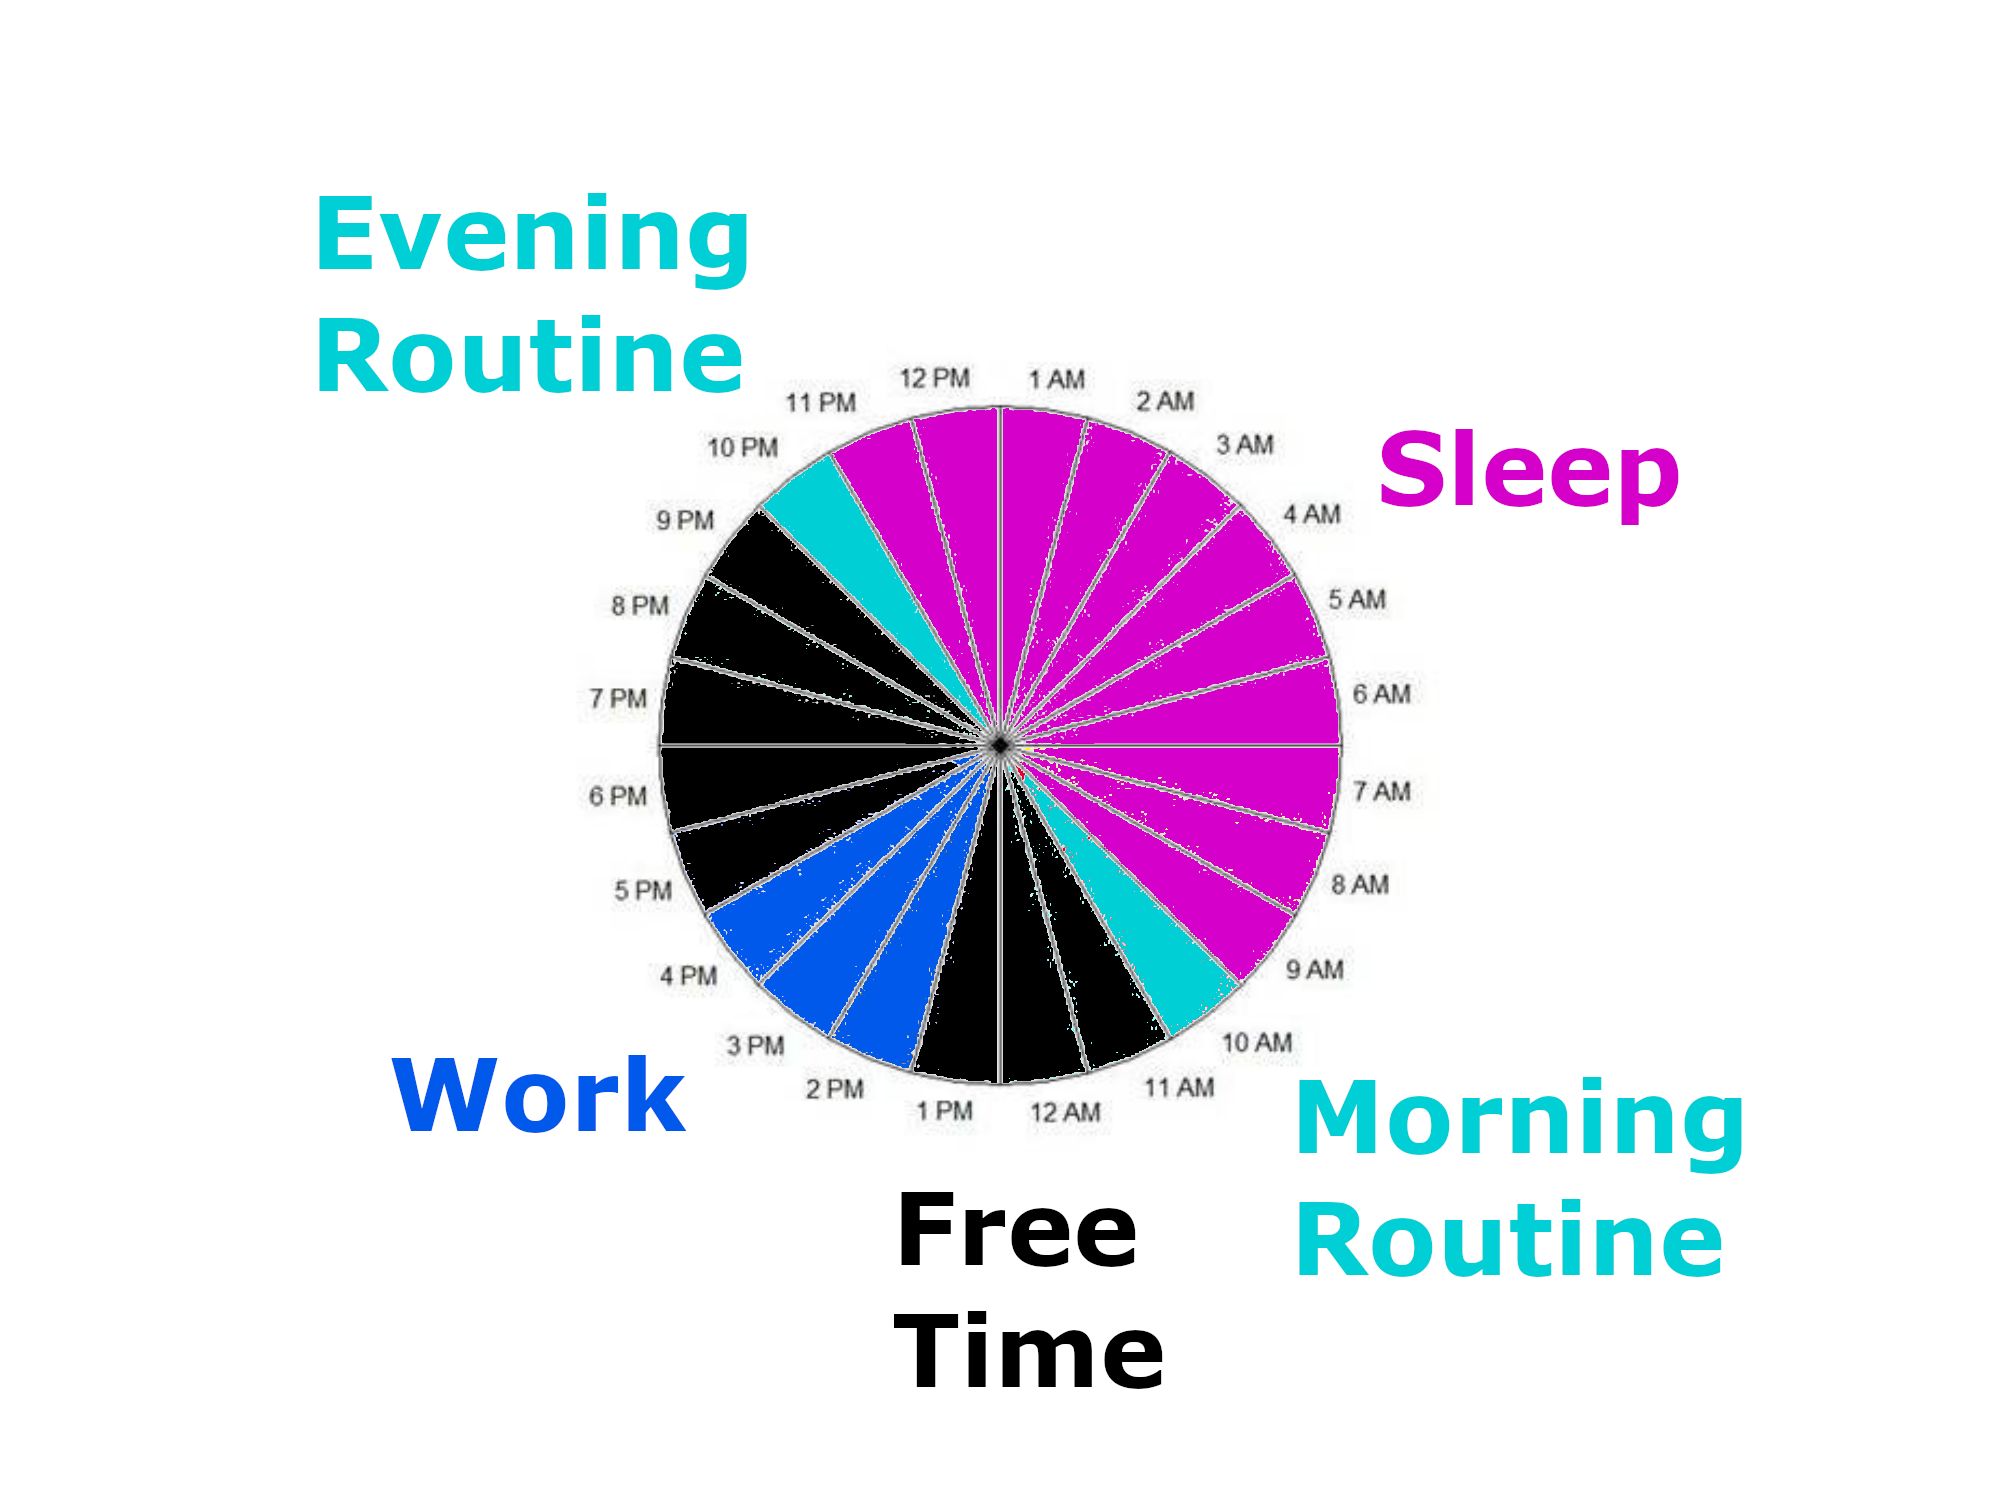 Evening
Routine
12 PM
1 AM
2 AM
3 AM
4 AM
5 AM
6 AM
7 AM
8 AM
9 AM
10 AM
11 AM
12 AM
1 PM
2 PM
3 PM
4 PM
5 PM
6 PM
7 PM
8 PM
9 PM
10 PM
11 PM
Sleep
Work
Morning
Routine
Free
Time